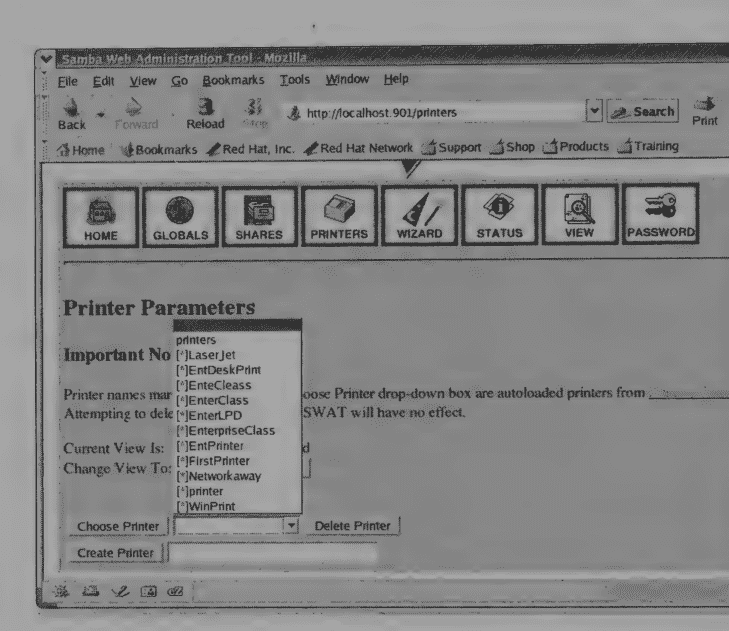 Samba Web Administration Tool - Mozilla
File Edit View Go Bookmarks Tools Window Help
Back Forward Reload Stop http://localhost:901/printers Search Print
Home Bookmarks Red Hat, Inc. Red Hat Network Support Shop Products Training
HOME GLOBALS SHARES PRINTERS WIZARD STATUS VIEW PASSWORD
Printer Parameters
printers
Important No
[*]LaserJet
[*]EntDeskPrint
[*]EnteCleass
Printer names mar
oose Printer drop-down box are autoloaded printers from
[*]EnterClass
Attempting to dele
[*]EnterLPD
SWAT will have no effect.
[*]EnterpriseClass
Current View Is:
[*]EntPrinter
d
Change View To:
[*]FirstPrinter
[*]Networkaway
[*]printer
[*]WinPrint
Choose Printer Delete Printer
Create Printer